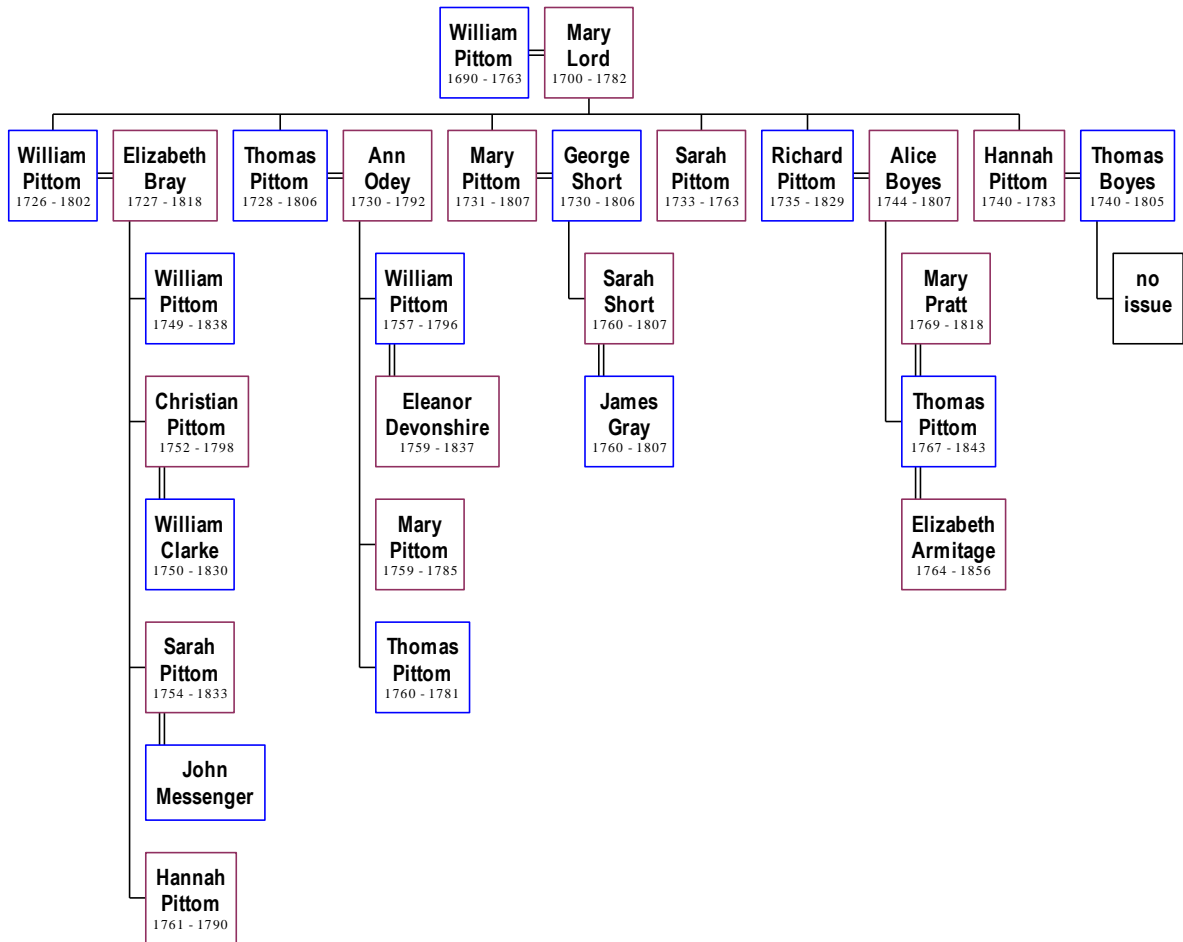 William
Pittom
1690 - 1763
Mary
Lord
1700 - 1782
William
Pittom
1726 - 1802
Elizabeth
Bray
1727 - 1818
Thomas
Pittom
1728 - 1806
Ann
Odey
1730 - 1792
Mary
Pittom
1731 - 1807
George
Short
1730 - 1806
Sarah
Pittom
1733 - 1763
Richard
Pittom
1735 - 1829
Alice
Boyes
1744 - 1807
Hannah
Pittom
1740 - 1783
Thomas
Boyes
1740 - 1805
William
Pittom
1749 - 1838
William
Pittom
1757 - 1796
Sarah
Short
1760 - 1807
Mary
Pratt
1769 - 1818
no
issue
Christian
Pittom
1752 - 1798
Eleanor
Devonshire
1759 - 1837
James
Gray
1760 - 1807
Thomas
Pittom
1767 - 1843
William
Clarke
1750 - 1830
Mary
Pittom
1759 - 1785
Elizabeth
Armitage
1764 - 1856
Sarah
Pittom
1754 - 1833
Thomas
Pittom
1760 - 1781
John
Messenger
Hannah
Pittom
1761 - 1790